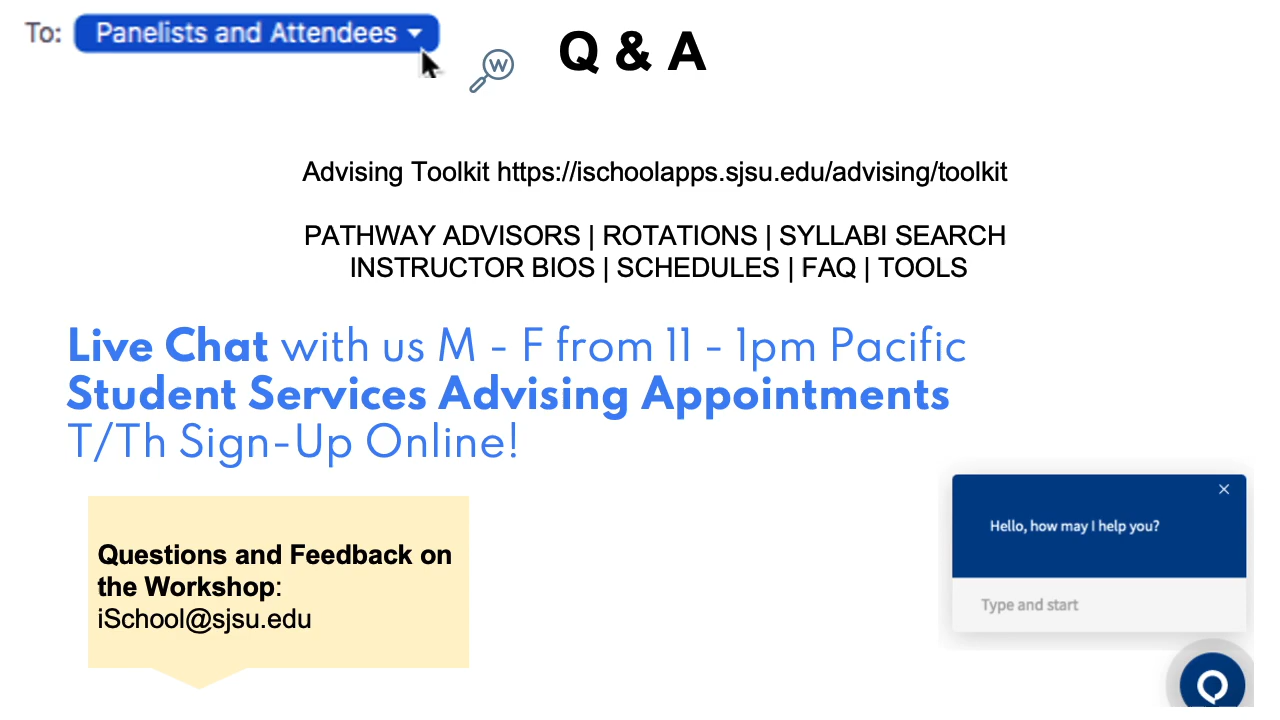 To: Panelists and Attendees
W
Q & A
Advising Toolkit https://ischoolapps.sjsu.edu/advising/toolkit
PATHWAY ADVISORS | ROTATIONS | SYLLABI SEARCH
INSTRUCTOR BIOS | SCHEDULES | FAQ | TOOLS
Live Chat with us M - F from 11 - 1pm Pacific
Student Services Advising Appointments
T/Th Sign-Up Online!
Questions and Feedback on
the Workshop:
iSchool@sjsu.edu
Hello, how may I help you?
Type and start